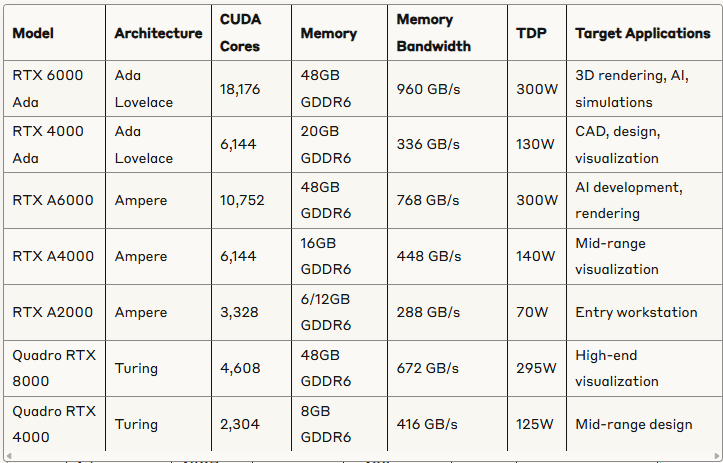 Model Architecture CUDA Cores Memory Memory Bandwidth TDP Target Applications
RTX 6000 Ada Ada Lovelace 18,176 48GB GDDR6 960 GB/s 300W 3D rendering, AI, simulations
RTX 4000 Ada Ada Lovelace 6,144 20GB GDDR6 336 GB/s 130W CAD, design, visualization
RTX A6000 Ampere 10,752 48GB GDDR6 768 GB/s 300W AI development, rendering
RTX A4000 Ampere 6,144 16GB GDDR6 448 GB/s 140W Mid-range visualization
RTX A2000 Ampere 3,328 6/12GB GDDR6 288 GB/s 70W Entry workstation
Quadro RTX 8000 Turing 4,608 48GB GDDR6 672 GB/s 295W High-end visualization
Quadro RTX 4000 Turing 2,304 8GB GDDR6 416 GB/s 125W Mid-range design